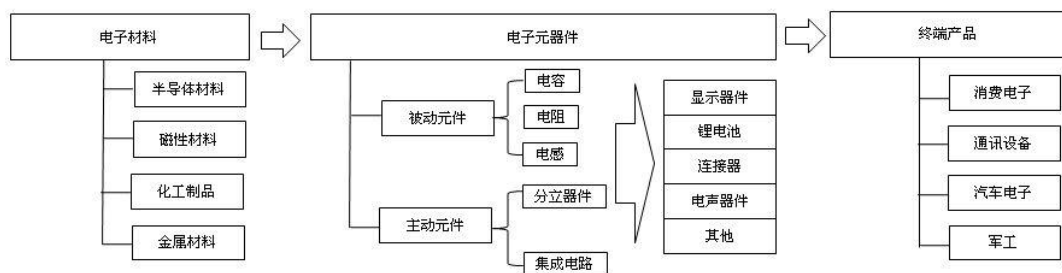 电子材料
半导体材料
磁性材料
化工制品
金属材料
电子元器件
被动元件
电容
电阻
电感
主动元件
分立器件
集成电路
显示器件
锂电池
连接器
电声器件
其他
终端产品
消费电子
通讯设备
汽车电子
军工